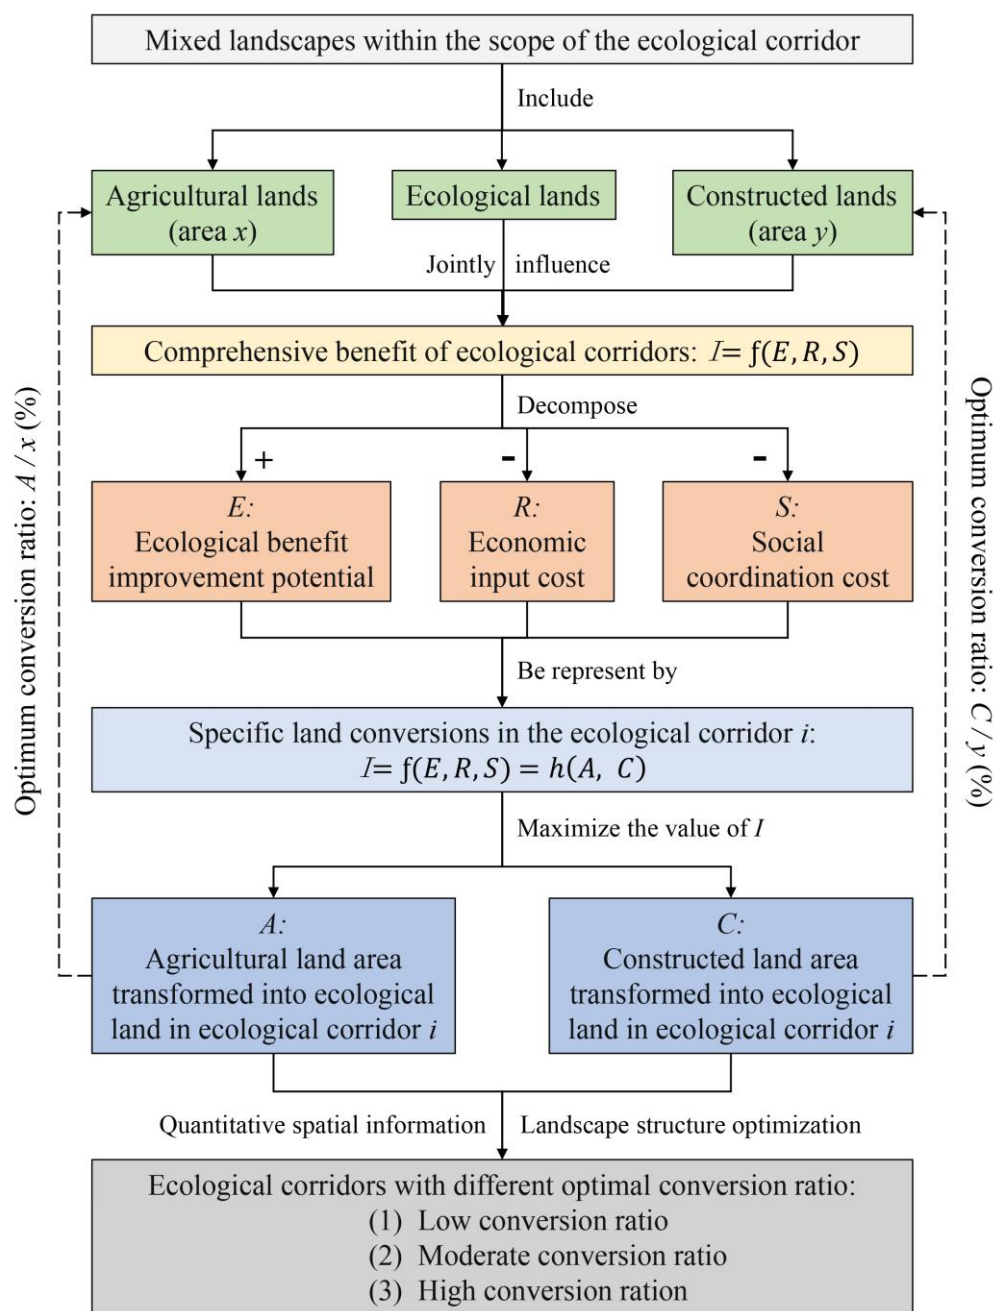 Mixed landscapes within the scope of the ecological corridor
Include
Agricultural lands
(area x)
Ecological lands
Constructed lands
(area y)
Jointly influence
Comprehensive benefit of ecological corridors: I= ƒ(E, R, S)
Decompose
+
-
-
E:
Ecological benefit
improvement potential
R:
Economic
input cost
S:
Social
coordination cost
Be represent by
Specific land conversions in the ecological corridor i:
I= ƒ(E, R, S) = h(A, C)
Maximize the value of I
A:
Agricultural land area
transformed into ecological
land in ecological corridor i
C:
Constructed land area
transformed into ecological
land in ecological corridor i
Optimum conversion ratio: A / x (%)
Optimum conversion ratio: C / y (%)
Quantitative spatial information
Landscape structure optimization
Ecological corridors with different optimal conversion ratio:
(1) Low conversion ratio
(2) Moderate conversion ratio
(3) High conversion ration